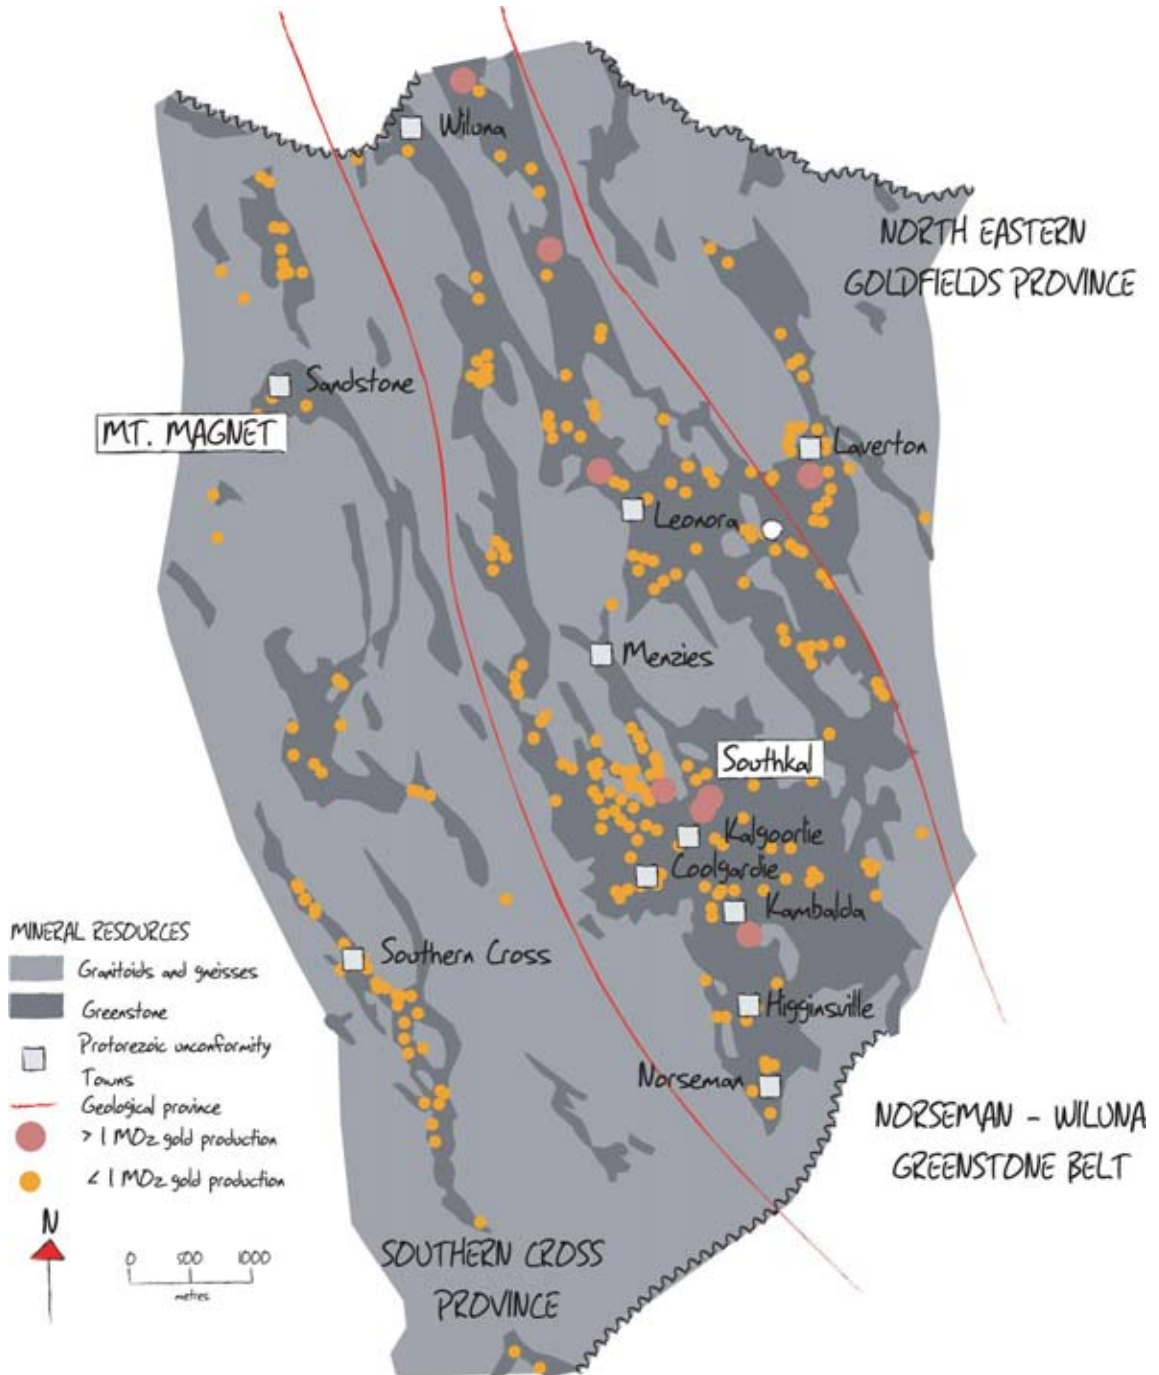 Wiluna
NORTH EASTERN
GOLDFIELDS PROVINCE
Sandstone
MT. MAGNET
Laverton
Leonora
Menzies
Southkal
Kalgoorlie
Coolgardie
Kambalda
Southern Cross
Higginsville
Norseman
NORSEMAN - WILUNA
GREENSTONE BELT
SOUTHERN CROSS
PROVINCE
MINERAL RESOURCES
Granitoids and gneisses
Greenstone
Protorezoic unconformity
Towns
Geological province
> 1 MOz gold production
< 1 MOz gold production
N
0 500 1000
metres